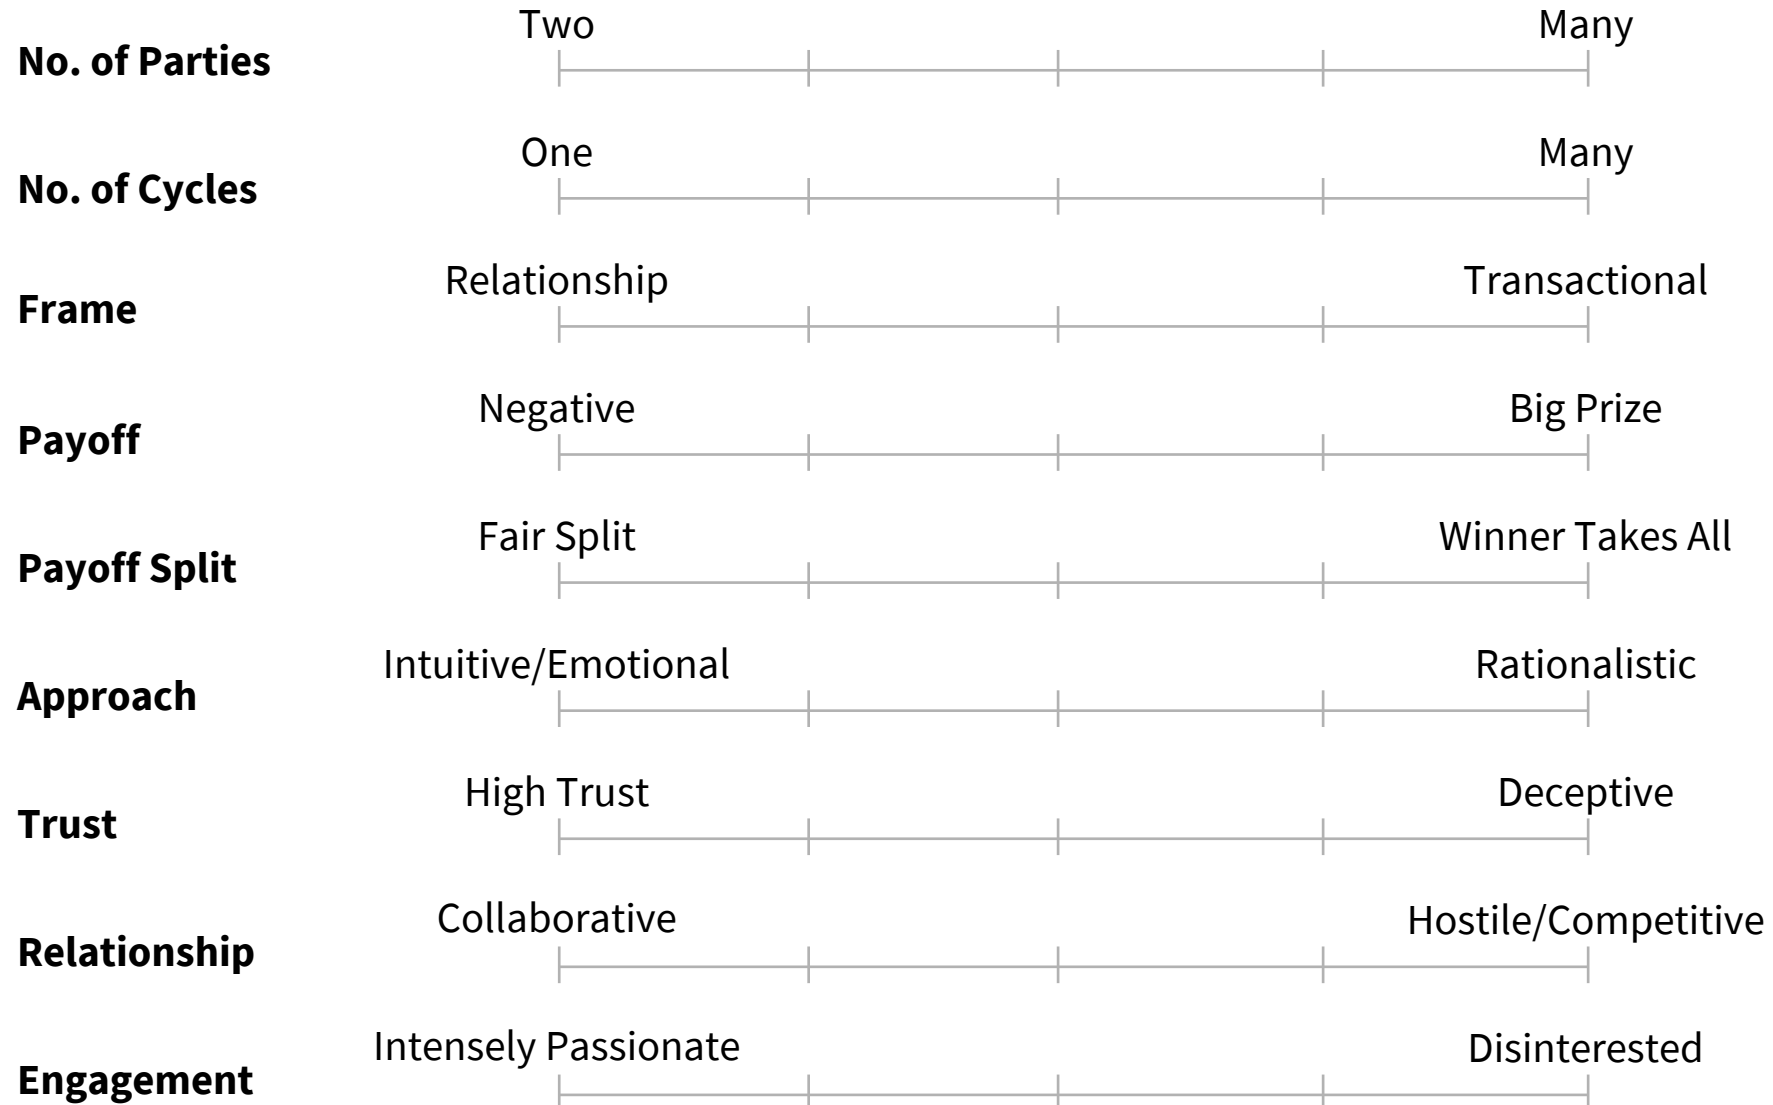 Two Many
No. of Parties
One Many
No. of Cycles
Relationship Transactional
Frame
Negative Big Prize
Payoff
Fair Split Winner Takes All
Payoff Split
Intuitive/Emotional Rationalistic
Approach
High Trust Deceptive
Trust
Collaborative Hostile/Competitive
Relationship
Intensely Passionate Disinterested
Engagement